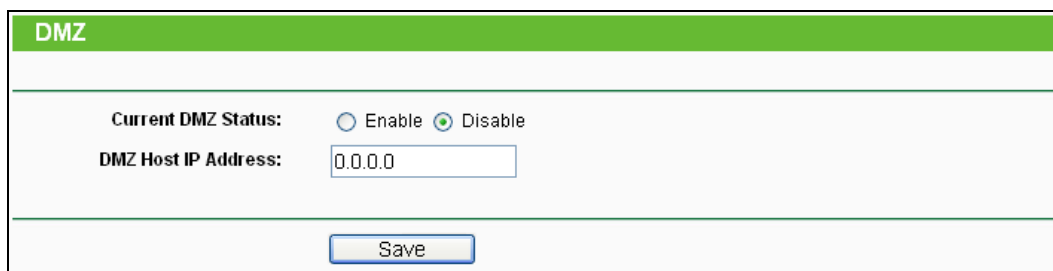 DMZ
Current DMZ Status: Enable Disable
DMZ Host IP Address: 0.0.0.0
Save